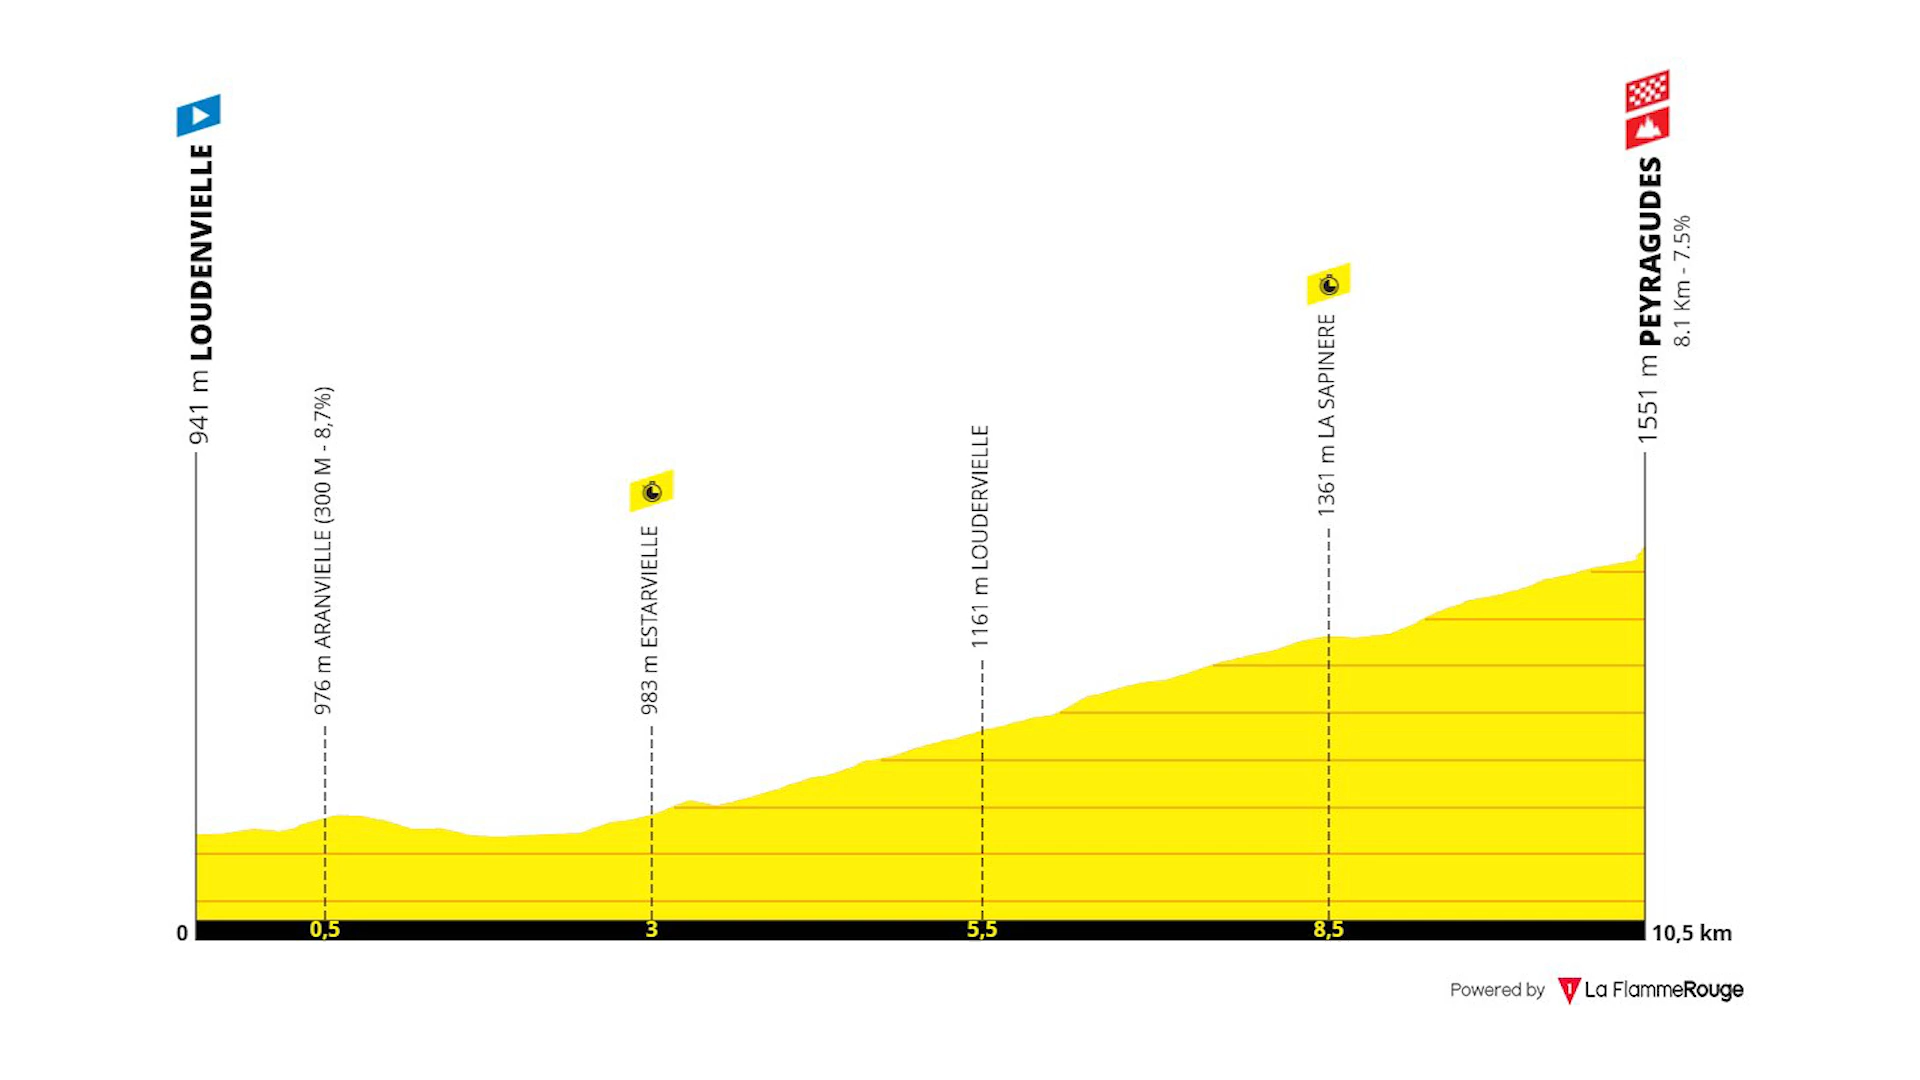 941 m LOUDENVIELLE
976 m ARANVIELLE (300 M - 8,7%)
983 m ESTARVIELLE
1161 m LOUDERVIELLE
1361 m LA SAPINERE
1551 m PEYRAGUDES
8.1 Km - 7.5%
0
0,5
3
5,5
8,5
10,5 km
Powered by 1 La FlammeRouge